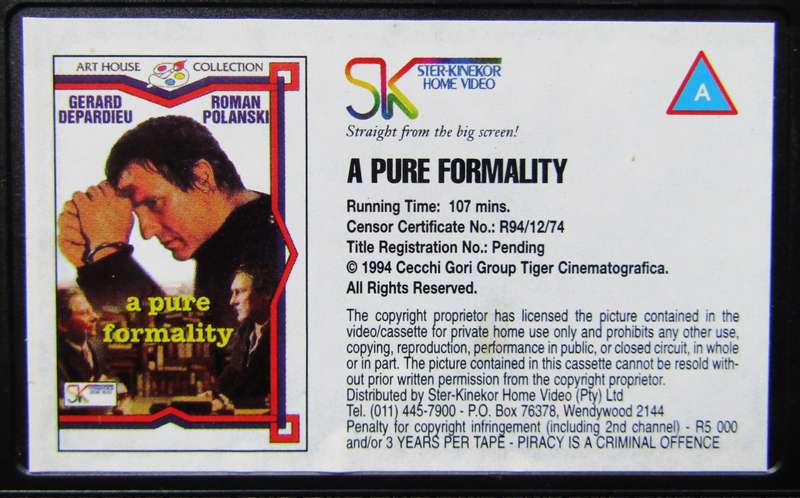 ART HOUSE COLLECTION
GERARD DEPARDIEU
ROMAN POLANSKI
a pure
formality
SK
SK
STER-KINEKOR
HOME VIDEO
Straight from the big screen!
A
A PURE FORMALITY
Running Time: 107 mins.
Censor Certificate No.: R94/12/74
Title Registration No.: Pending
© 1994 Cecchi Gori Group Tiger Cinematografica.
All Rights Reserved.
The copyright proprietor has licensed the picture contained in the
video/cassette for private home use only and prohibits any other use,
copying, reproduction, performance in public, or closed circuit, in whole
or in part. The picture contained in this cassette cannot be resold with-
out prior written permission from the copyright proprietor.
Distributed by Ster-Kinekor Home Video (Pty) Ltd
Tel. (011) 445-7900 - P.O. Box 76378, Wendywood 2144
Penalty for copyright infringement (including 2nd channel) - R5 000
and/or 3 YEARS PER TAPE - PIRACY IS A CRIMINAL OFFENCE